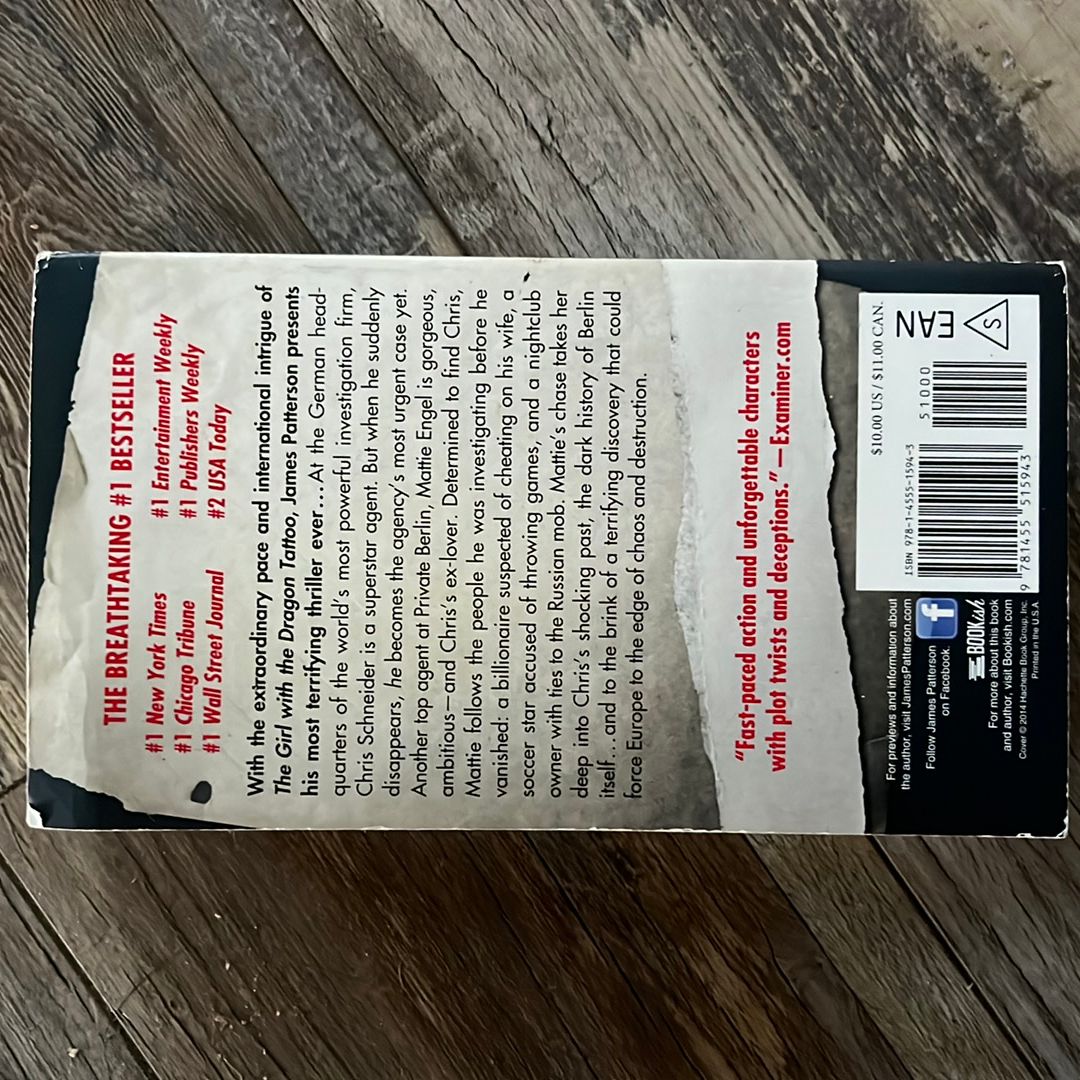 THE BREATHTAKING #1 BESTSELLER
#1 New York Times #1 Entertainment Weekly
#1 Chicago Tribune #1 Publishers Weekly
#1 Wall Street Journal #2 USA Today
With the extraordinary pace and international intrigue of
The Girl with the Dragon Tattoo, James Patterson presents
his most terrifying thriller ever...At the German head-
quarters of the world's most powerful investigation firm,
Chris Schneider is a superstar agent. But when he suddenly
disappears, he becomes the agency's most urgent case yet.
Another top agent at Private Berlin, Mattie Engel is gorgeous,
ambitious—and Chris's ex-lover. Determined to find Chris,
Mattie follows the people he was investigating before he
vanished: a billionaire suspected of cheating on his wife, a
soccer star accused of throwing games, and a nightclub
owner with ties to the Russian mob. Mattie's chase takes her
deep into Chris's shocking past, the dark history of Berlin
itself...and to the brink of a terrifying discovery that could
force Europe to the edge of chaos and destruction.
"Fast-paced action and unforgettable characters
with plot twists and deceptions."—Examiner.com
For previews and information about
the author, visit JamesPatterson.com
Follow James Patterson
on Facebook.
f
BOOKish
For more about this book
and author, visit Bookish.com
Cover © 2014 Hachette Book Group, Inc.
Printed in the U.S.A.
$10.00 US / $11.00 CAN.
ISBN 978-1-4555-1594-3
51000
9 781455 515943
EAN
S